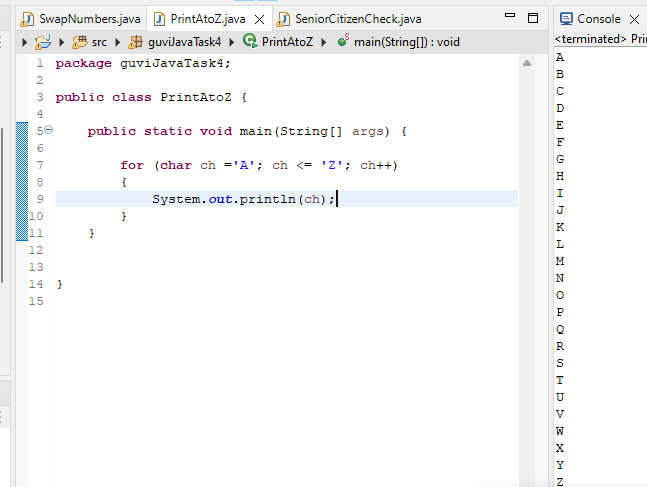 SwapNumbers.java PrintAtoZ.java SeniorCitizenCheck.java
src guviJavaTask4 PrintAtoZ main(String[]) : void
1 package guviJavaTask4;
2
3 public class PrintAtoZ {
4
5 public static void main(String[] args) {
6
7 for (char ch ='A'; ch <= 'Z'; ch++)
8 {
9 System.out.println(ch);
10 }
11 }
12
13
14 }
15
Console
<terminated> Pri
A
B
C
D
E
F
G
H
I
J
K
L
M
N
O
P
Q
R
S
T
U
V
W
X
Y
Z